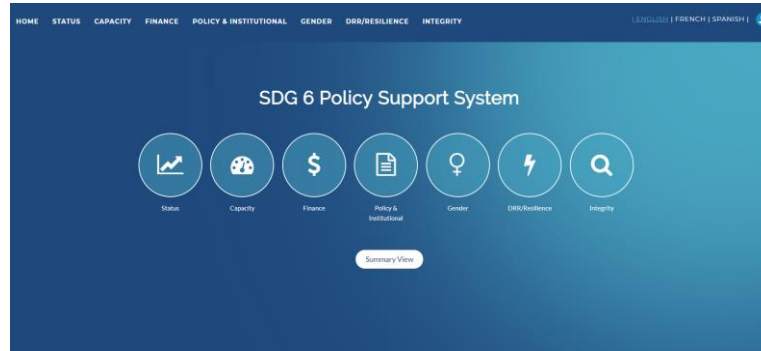 HOME STATUS CAPACITY FINANCE POLICY & INSTITUTIONAL GENDER DRR/RESILIENCE INTEGRITY | ENGLISH | FRENCH | SPANISH |
SDG 6 Policy Support System
$
Status Capacity Finance Policy & Institutional Gender DRR/Resilience Integrity
Summary View